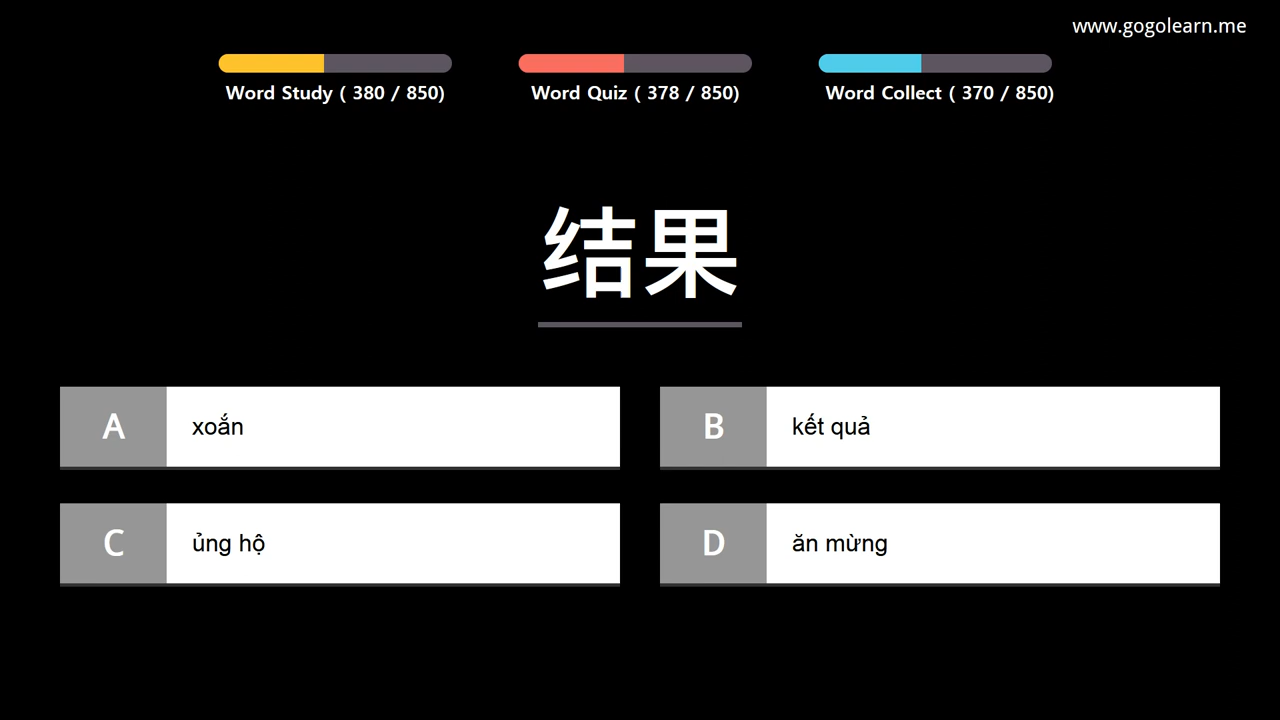 www.gogolearn.me
Word Study ( 380 / 850)
Word Quiz ( 378 / 850)
Word Collect ( 370 / 850)
结果
A xoắn
B kết quả
C ủng hộ
D ăn mừng